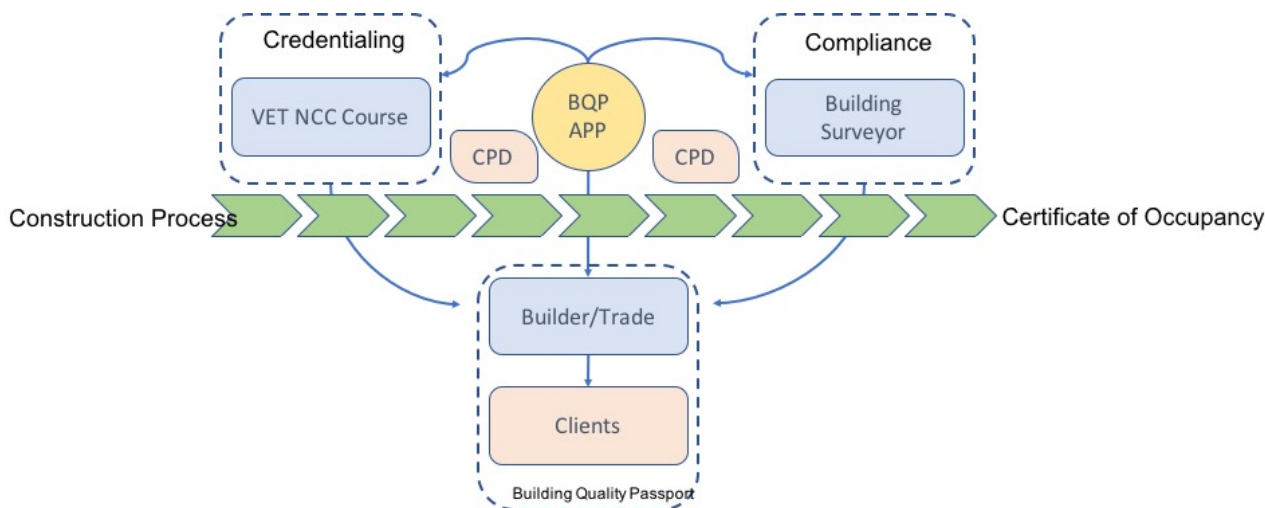 Credentialing
Compliance
VET NCC Course
BQP
APP
Building
Surveyor
CPD
CPD
Construction Process
Certificate of Occupancy
Builder/Trade
Clients
Building Quality Passport